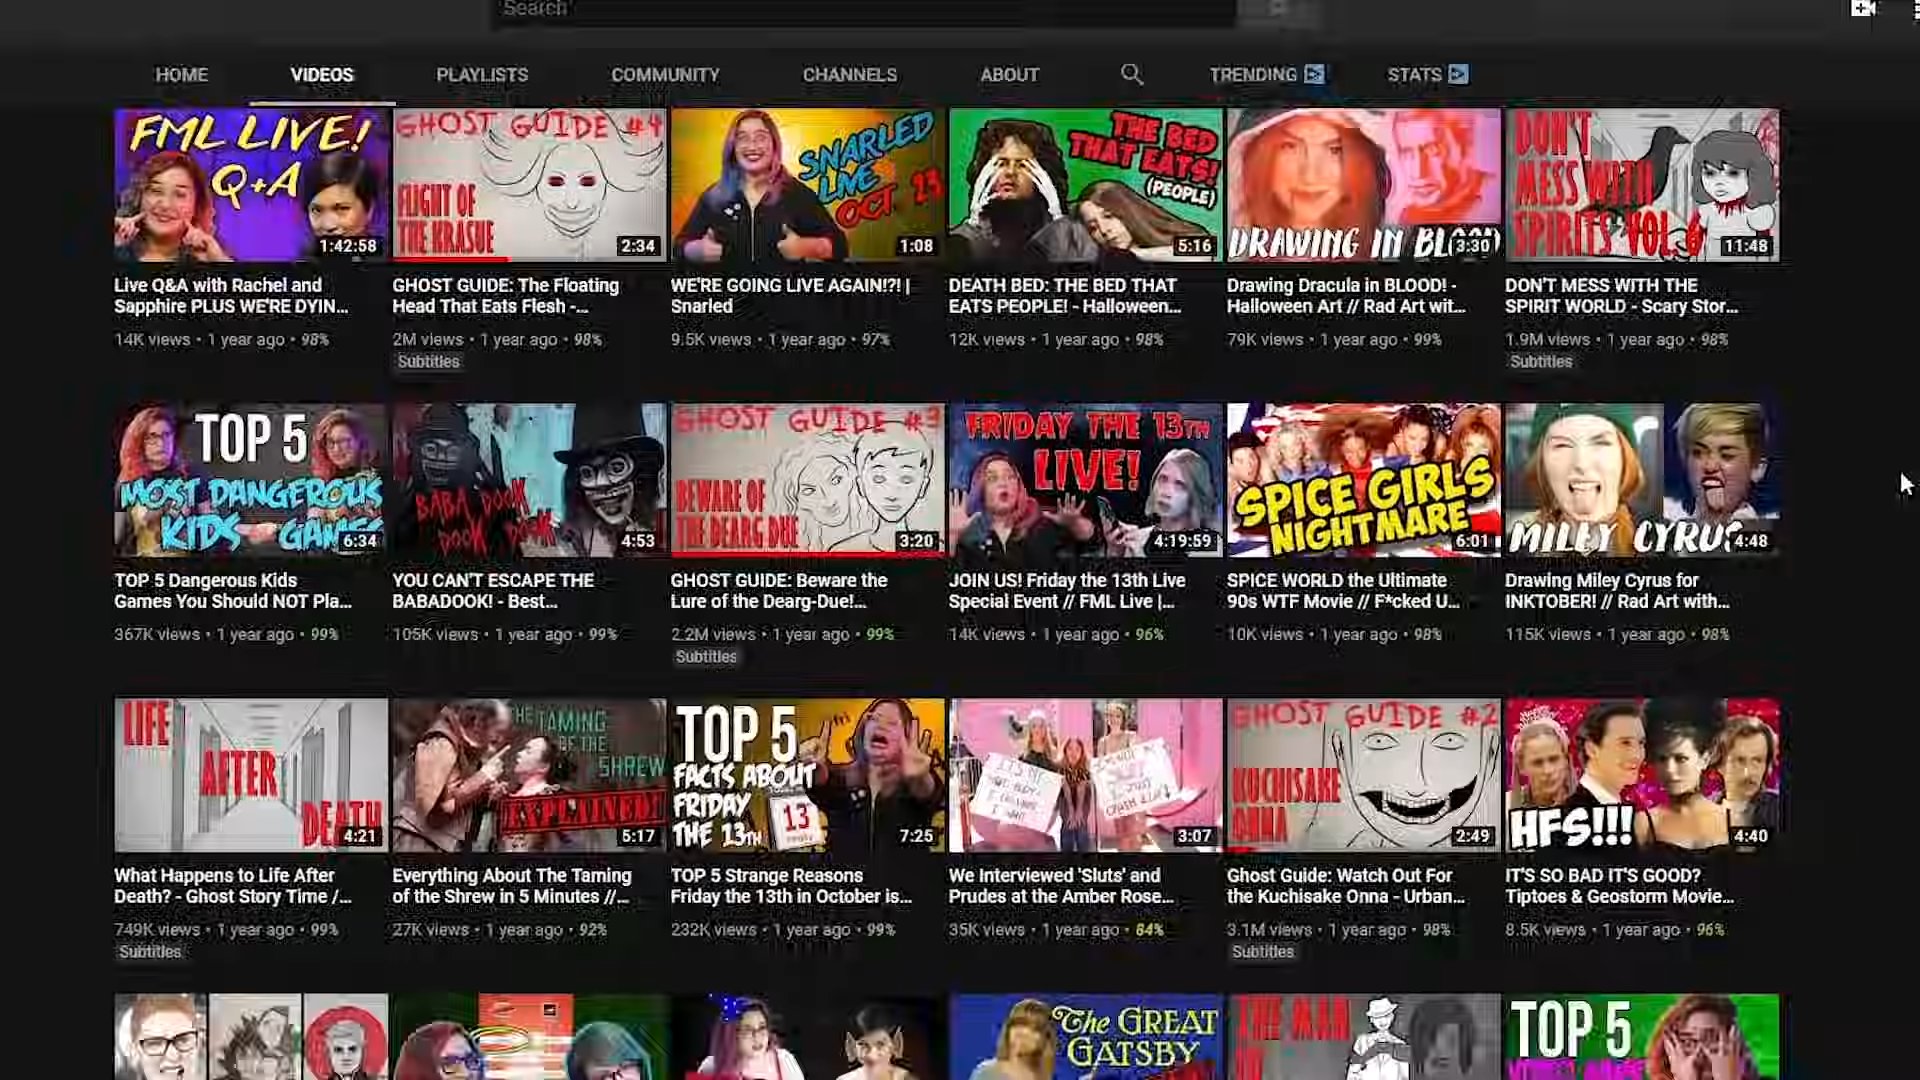 Search
HOME
VIDEOS
PLAYLISTS
COMMUNITY
CHANNELS
ABOUT
TRENDING
STATS
FML LIVE!
Q+A
1:42:58
GHOST GUIDE #4
FLIGHT OF
THE KRASUE
2:34
SNARLED
LIVE
OCT 23
1:08
THE BED
THAT EATS!
(PEOPLE)
5:16
DRAWING IN BLOOD
3:30
DON'T
MESS WITH
SPIRITS VOL. 6
11:48
Live Q&A with Rachel and
Sapphire PLUS WE'RE DYIN...
14K views • 1 year ago • 98%
GHOST GUIDE: The Floating
Head That Eats Flesh -...
2M views • 1 year ago • 98%
Subtitles
WE'RE GOING LIVE AGAIN!?! |
Snarled
9.5K views • 1 year ago • 97%
DEATH BED: THE BED THAT
EATS PEOPLE! - Halloween...
12K views • 1 year ago • 98%
Drawing Dracula in BLOOD! -
Halloween Art // Rad Art wit...
79K views • 1 year ago • 99%
DON'T MESS WITH THE
SPIRIT WORLD - Scary Stor...
1.9M views • 1 year ago • 98%
Subtitles
TOP 5
MOST DANGEROUS
KIDS GAMES
6:34
BABA DOOK
DOOK DOOK
4:53
GHOST GUIDE #3
BEWARE OF
THE DEARG DUE
3:20
FRIDAY THE 13TH
LIVE!
4:19:59
SPICE GIRLS
NIGHTMARE
6:01
MILEY CYRUS
4:48
TOP 5 Dangerous Kids
Games You Should NOT Pla...
367K views • 1 year ago • 99%
YOU CAN'T ESCAPE THE
BABADOOK! - Best...
105K views • 1 year ago • 99%
GHOST GUIDE: Beware the
Lure of the Dearg-Due!...
2.2M views • 1 year ago • 99%
Subtitles
JOIN US! Friday the 13th Live
Special Event // FML Live |...
14K views • 1 year ago • 96%
SPICE WORLD the Ultimate
90s WTF Movie // F*cked U...
10K views • 1 year ago • 98%
Drawing Miley Cyrus for
INKTOBER! // Rad Art with...
115K views • 1 year ago • 98%
LIFE
AFTER
DEATH
4:21
THE TAMING
OF THE
SHREW
EXPLAINED!
5:17
TOP 5
FACTS ABOUT
FRIDAY
THE 13TH
13
7:25
3:07
GHOST GUIDE #2
KUCHISAKE
ONNA
2:49
HFS!!!
4:40
What Happens to Life After
Death? - Ghost Story Time /...
749K views • 1 year ago • 99%
Subtitles
Everything About The Taming
of the Shrew in 5 Minutes //...
27K views • 1 year ago • 92%
TOP 5 Strange Reasons
Friday the 13th in October is...
232K views • 1 year ago • 99%
We Interviewed 'Sluts' and
Prudes at the Amber Rose...
35K views • 1 year ago • 84%
Ghost Guide: Watch Out For
the Kuchisake Onna - Urban...
3.1M views • 1 year ago • 98%
Subtitles
IT'S SO BAD IT'S GOOD?
Tiptoes & Geostorm Movie...
8.5K views • 1 year ago • 96%
The GREAT
GATSBY
THE MAN
TOP 5